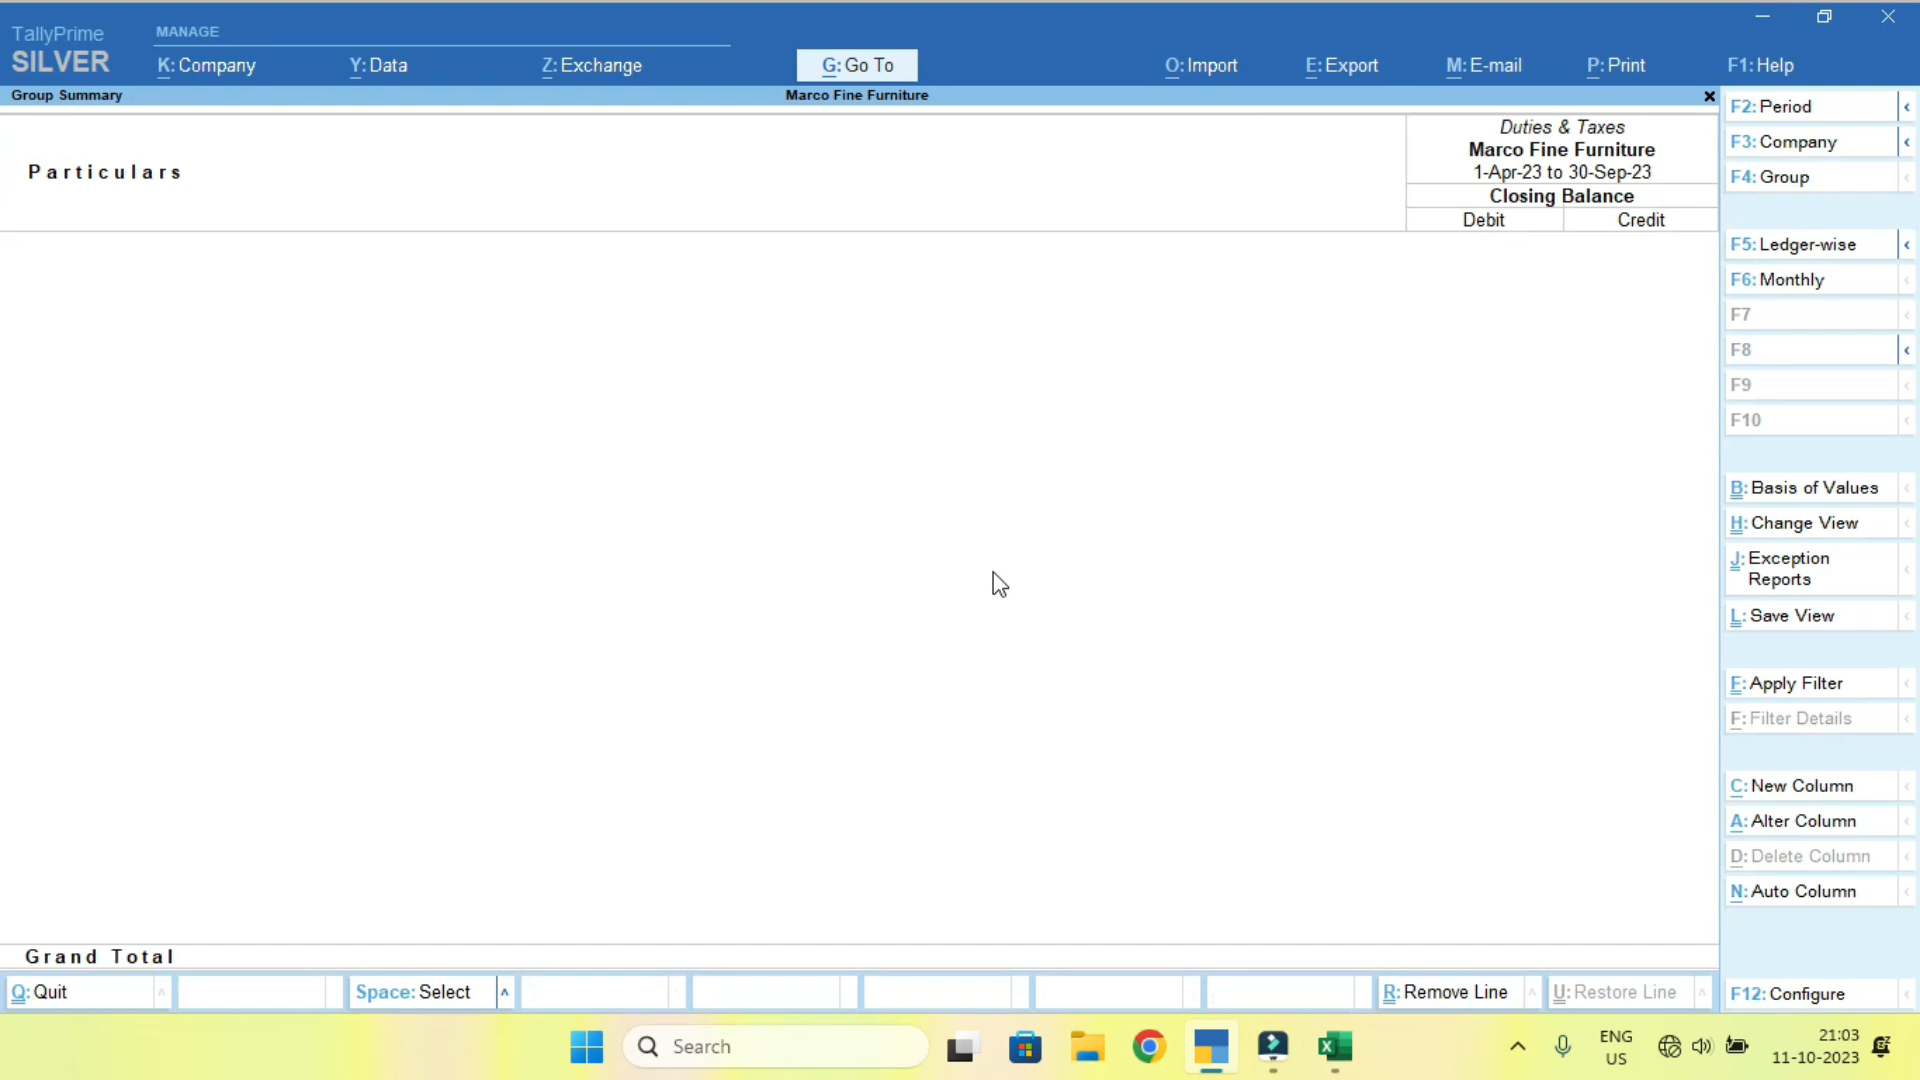 TallyPrime
SILVER
MANAGE
K: Company
Y: Data
Z: Exchange
G: Go To
O: Import
E: Export
M: E-mail
P: Print
F1: Help
Group Summary
Marco Fine Furniture
Particulars
Duties & Taxes
Marco Fine Furniture
1-Apr-23 to 30-Sep-23
Closing Balance
Debit
Credit
F2: Period
F3: Company
F4: Group
F5: Ledger-wise
F6: Monthly
F7
F8
F9
F10
B: Basis of Values
H: Change View
J: Exception
Reports
L: Save View
F: Apply Filter
F: Filter Details
C: New Column
A: Alter Column
D: Delete Column
N: Auto Column
Grand Total
Q: Quit
Space: Select
R: Remove Line
U: Restore Line
F12: Configure
Search
ENG
US
21:03
11-10-2023